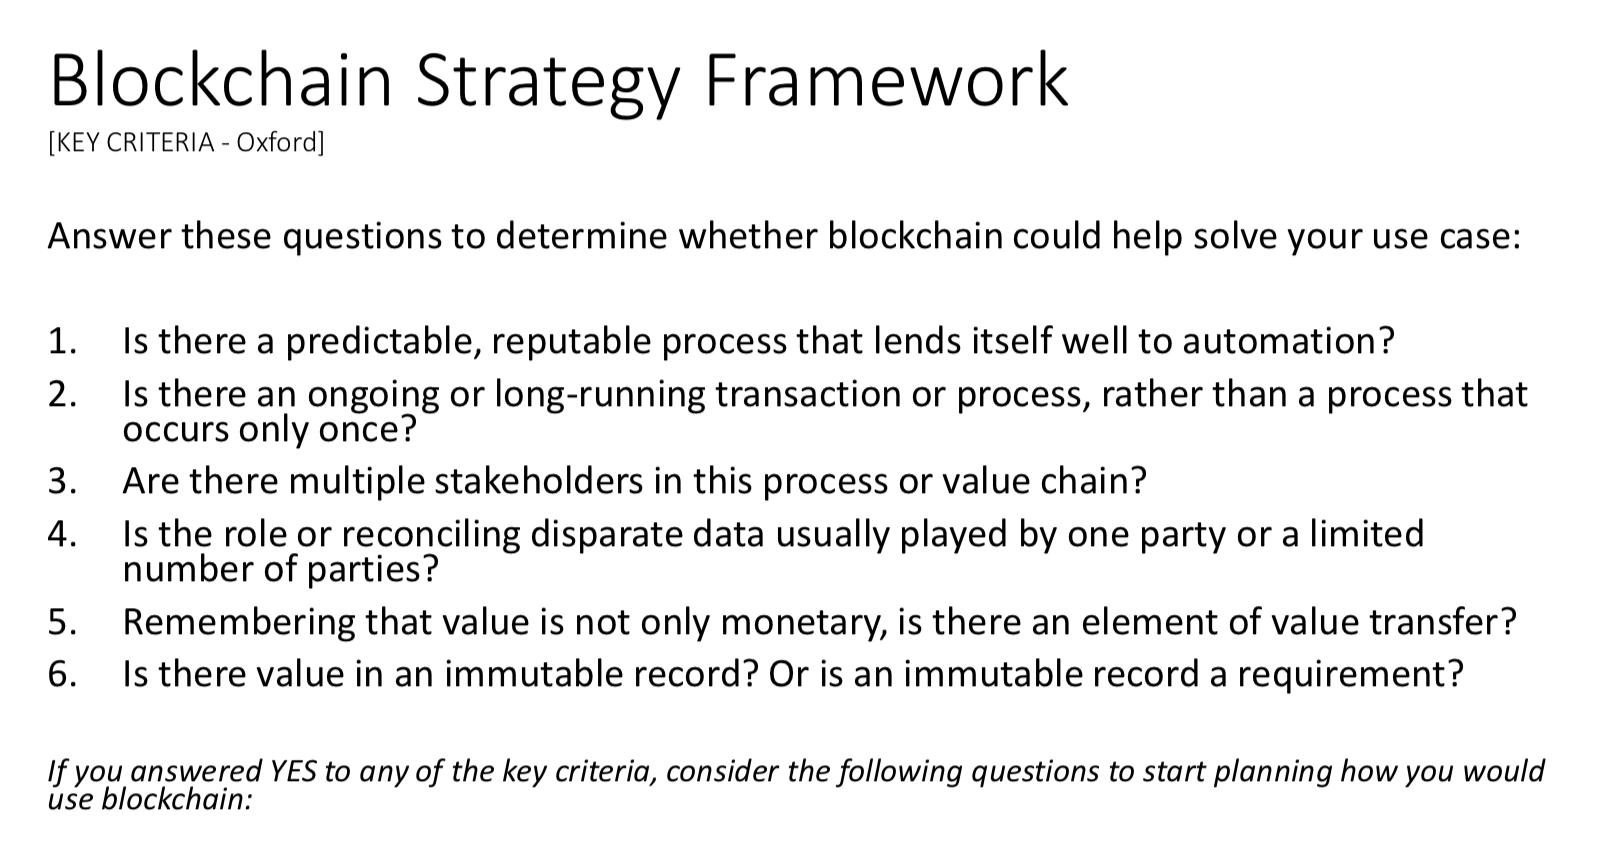 Blockchain Strategy Framework
[KEY CRITERIA - Oxford]
Answer these questions to determine whether blockchain could help solve your use case:
1. Is there a predictable, reputable process that lends itself well to automation?
2. Is there an ongoing or long-running transaction or process, rather than a process that
occurs only once?
3. Are there multiple stakeholders in this process or value chain?
4. Is the role or reconciling disparate data usually played by one party or a limited
number of parties?
5. Remembering that value is not only monetary, is there an element of value transfer?
6. Is there value in an immutable record? Or is an immutable record a requirement?
If you answered YES to any of the key criteria, consider the following questions to start planning how you would
use blockchain: